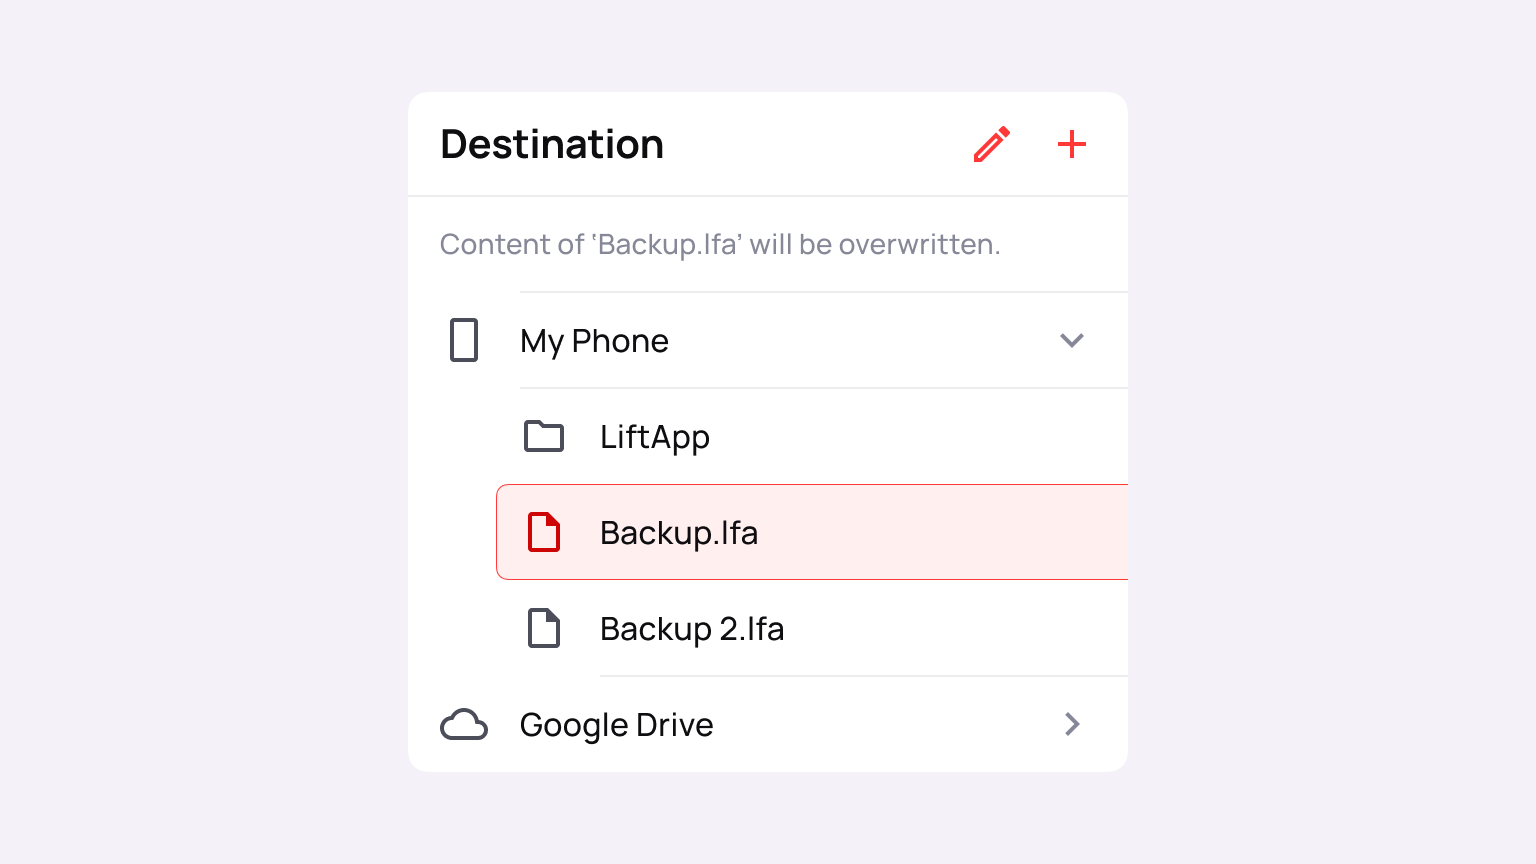 Destination
Content of ‘Backup.lfa’ will be overwritten.
My Phone
LiftApp
Backup.lfa
Backup 2.lfa
Google Drive